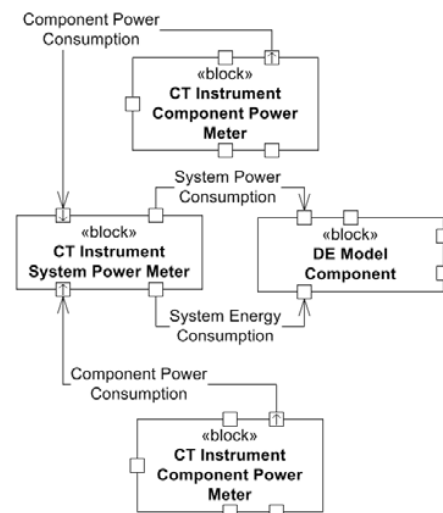 Component Power
Consumption
«block»
CT Instrument
Component Power
Meter
System Power
Consumption
«block»
CT Instrument
System Power Meter
«block»
DE Model
Component
System Energy
Consumption
Component Power
Consumption
«block»
CT Instrument
Component Power
Meter